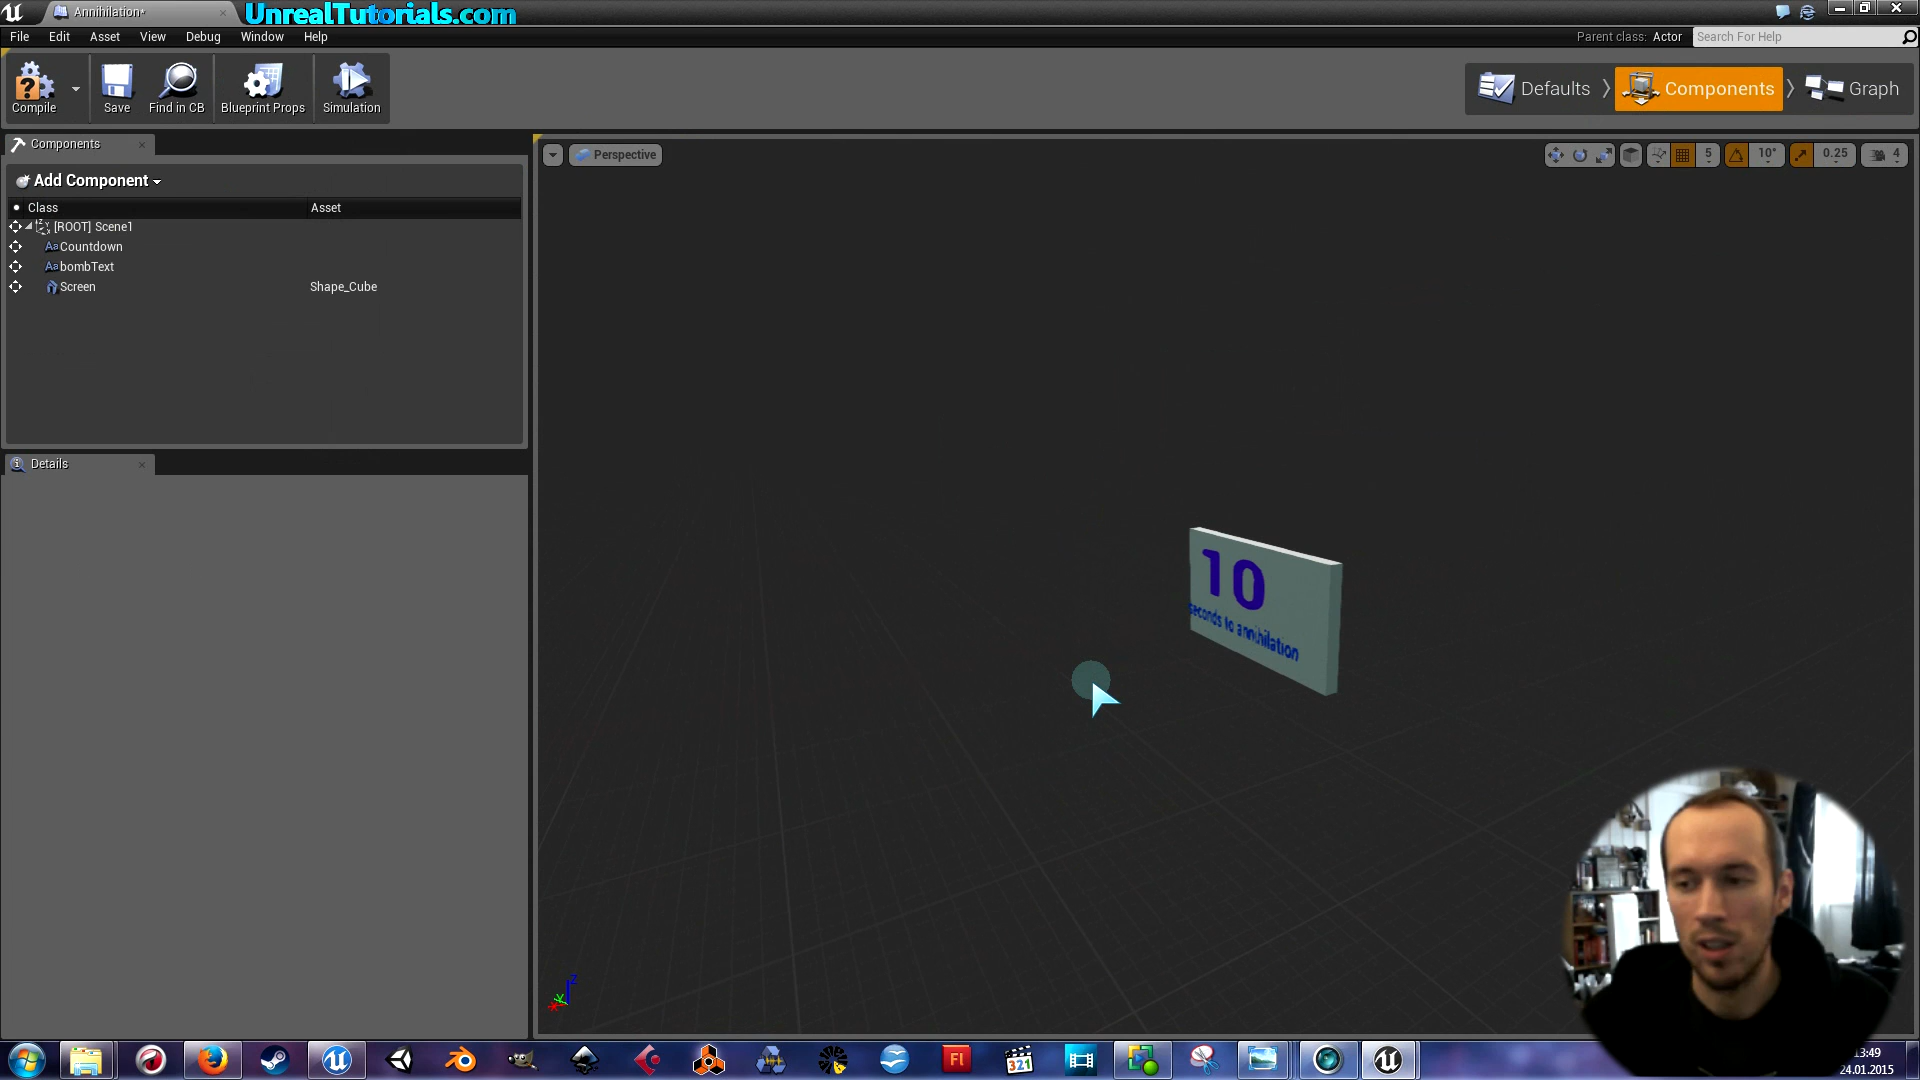 Annihilation*
UnrealTutorials.com
File Edit Asset View Debug Window Help
Parent class: Actor
Search For Help
Compile
Save
Find in CB
Blueprint Props
Simulation
Defaults
Components
Graph
Components
Add Component
Class Asset
[ROOT] Scene1
Countdown
bombText
Screen Shape_Cube
Details
Perspective
5
10°
0.25
4
10
seconds to annihilation
Z
Y
X
Fl
321
13:49
24.01.2015